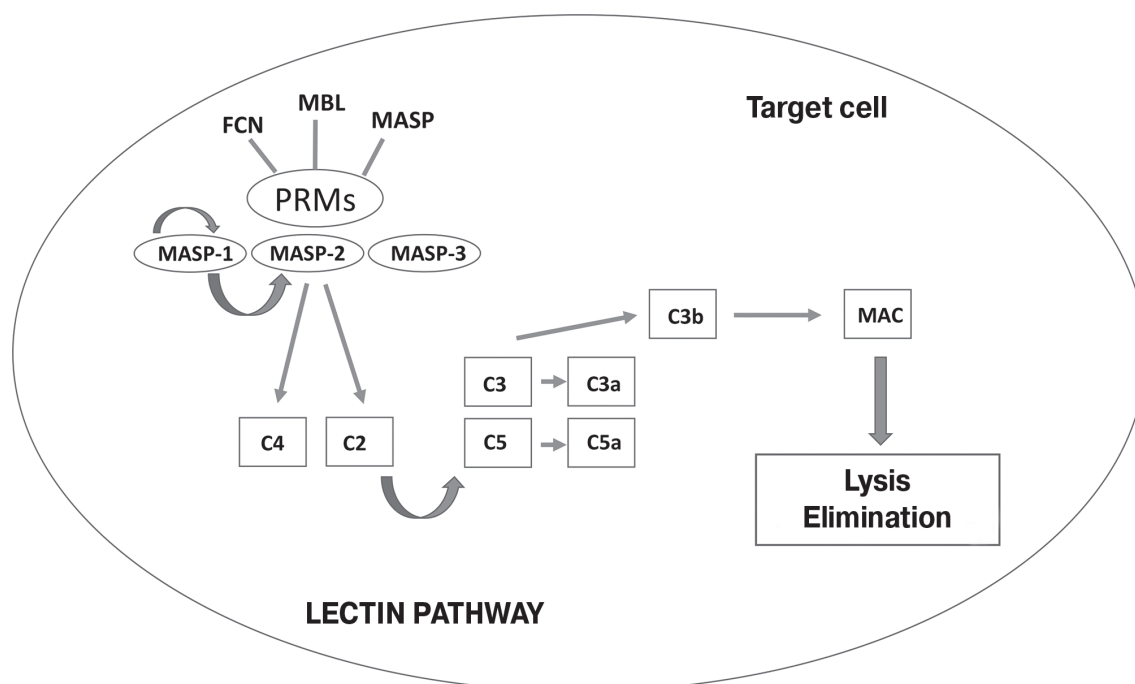 MBL
FCN
MASP
Target cell
PRMs
MASP-1
MASP-2
MASP-3
C3b
MAC
C3
C3a
C4
C2
C5
C5a
Lysis
Elimination
LECTIN PATHWAY